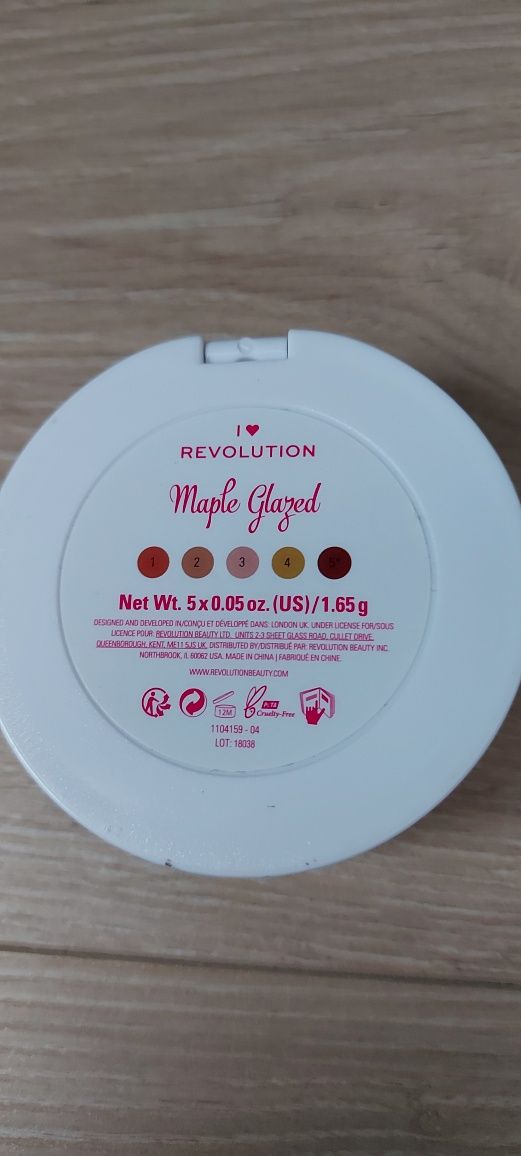 I ♥
REVOLUTION
Maple Glazed
1 2 3 4 5*
Net Wt. 5 x 0.05 oz. (US) / 1.65 g
DESIGNED AND DEVELOPED IN/CONÇU ET DÉVELOPPÉ DANS: LONDON UK. UNDER LICENSE FOR/SOUS
LICENCE POUR: REVOLUTION BEAUTY LTD, UNITS 2-3 SHEET GLASS ROAD, CULLET DRIVE,
QUEENBOROUGH, KENT, ME11 5JS UK. DISTRIBUTED BY/DISTRIBUÉ PAR: REVOLUTION BEAUTY INC.
NORTHBROOK, IL 60062 USA. MADE IN CHINA | FABRIQUÉ EN CHINE.
WWW.REVOLUTIONBEAUTY.COM
12M PETA Cruelty-Free
1104159 - 04
LOT: 18038